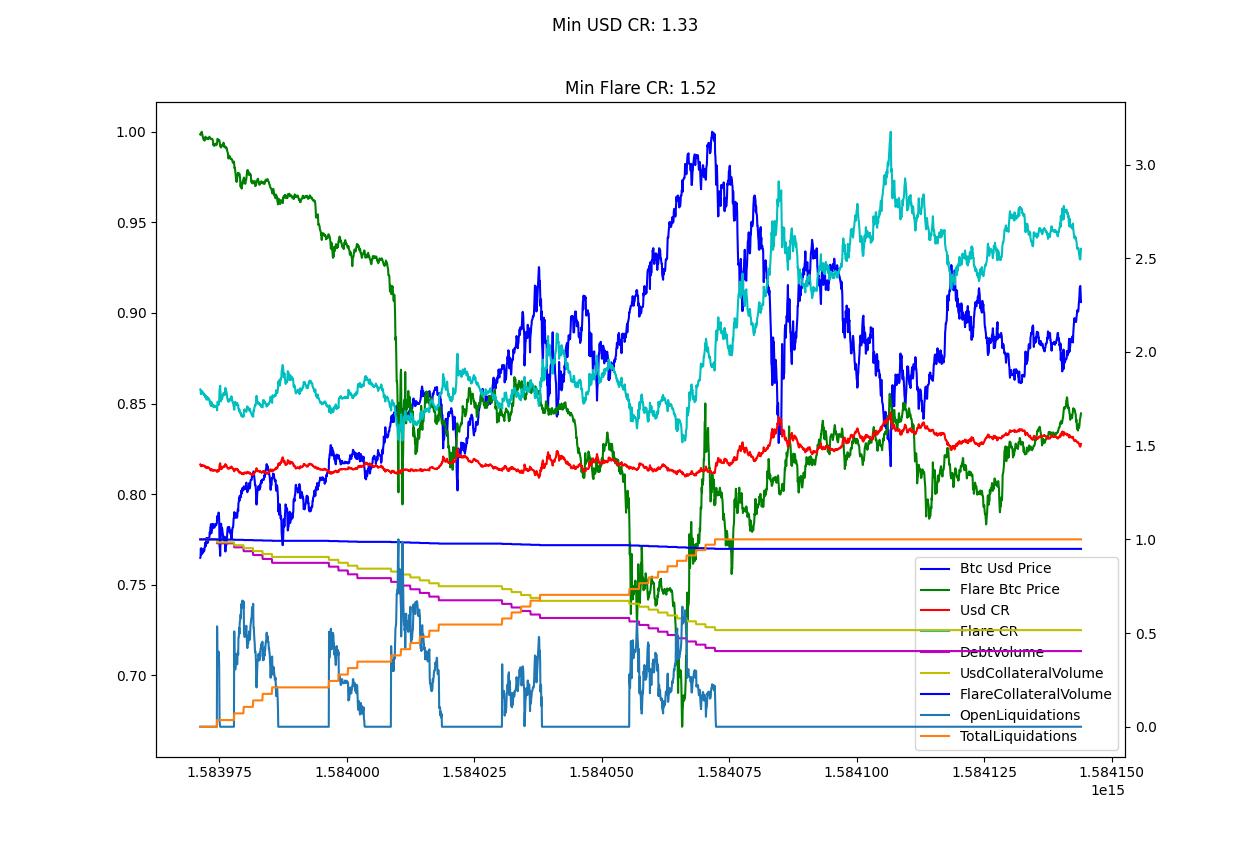 Min USD CR: 1.33
Min Flare CR: 1.52
1.00
0.95
0.90
0.85
0.80
0.75
0.70
3.0
2.5
2.0
1.5
1.0
0.5
0.0
Btc Usd Price
Flare Btc Price
Usd CR
Flare CR
DebtVolume
UsdCollateralVolume
FlareCollateralVolume
OpenLiquidations
TotalLiquidations
1.583975 1.584000 1.584025 1.584050 1.584075 1.584100 1.584125 1.584150
1e15